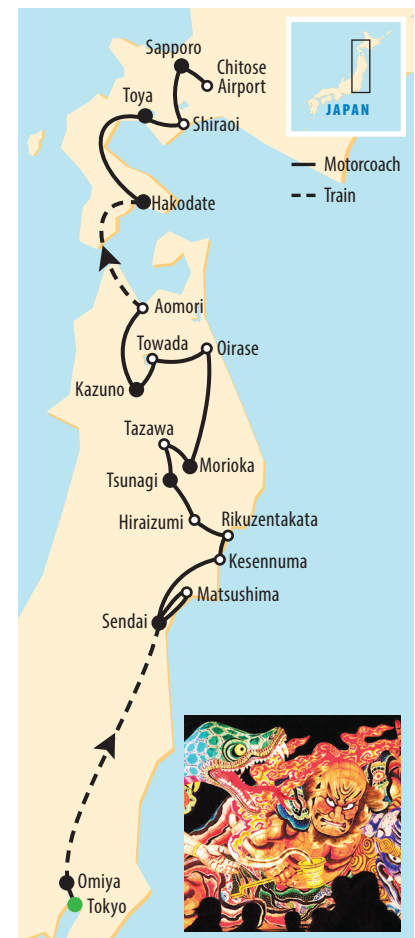 Sapporo
Chitose
Airport
Toya
Shiraoi
JAPAN
Motorcoach
Train
Hakodate
Aomori
Towada
Oirase
Kazuno
Tazawa
Morioka
Tsunagi
Hiraizumi
Rikuzentakata
Kesennuma
Matsushima
Sendai
Omiya
Tokyo